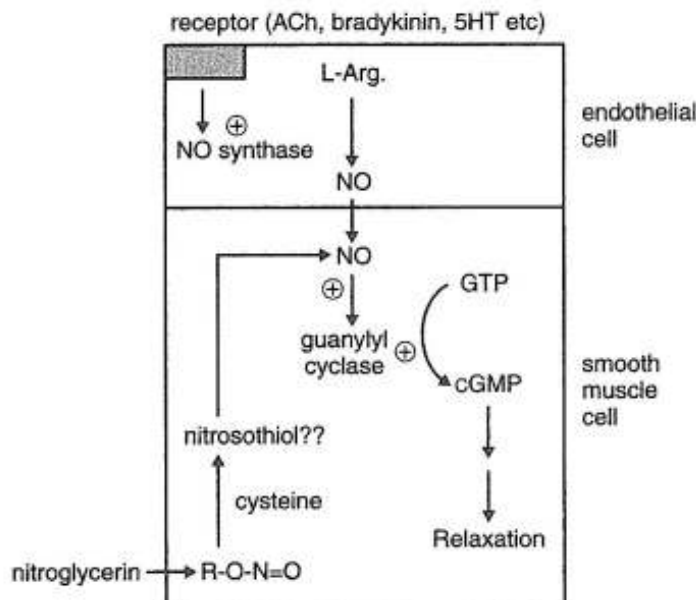 receptor (ACh, bradykinin, 5HT etc)
L-Arg.
endothelial
cell
+
NO synthase
NO
NO
GTP
+
guanylyl
cyclase
+
cGMP
smooth
muscle
cell
nitrosothiol??
cysteine
Relaxation
nitroglycerin
R-O-N=O